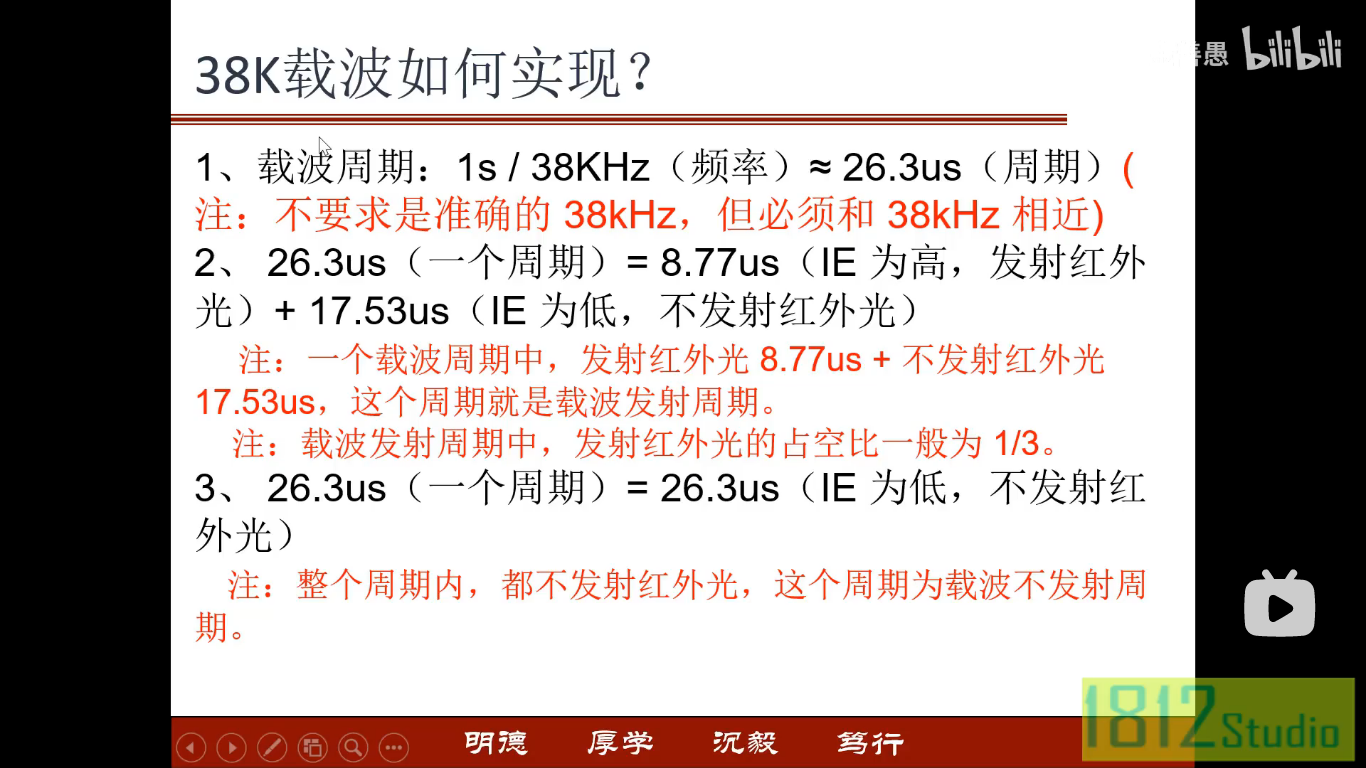 38K载波如何实现？
善愚 bilibili
1、载波周期：1s / 38KHz（频率）≈ 26.3us（周期）(
注：不要求是准确的 38kHz，但必须和 38kHz 相近)
2、 26.3us（一个周期）= 8.77us（IE 为高，发射红外
光）+ 17.53us（IE 为低，不发射红外光）
注：一个载波周期中，发射红外光 8.77us + 不发射红外光
17.53us，这个周期就是载波发射周期。
注：载波发射周期中，发射红外光的占空比一般为 1/3。
3、 26.3us（一个周期）= 26.3us（IE 为低，不发射红
外光）
注：整个周期内，都不发射红外光，这个周期为载波不发射周
期。
明德 厚学 沉毅 笃行
1812 Studio